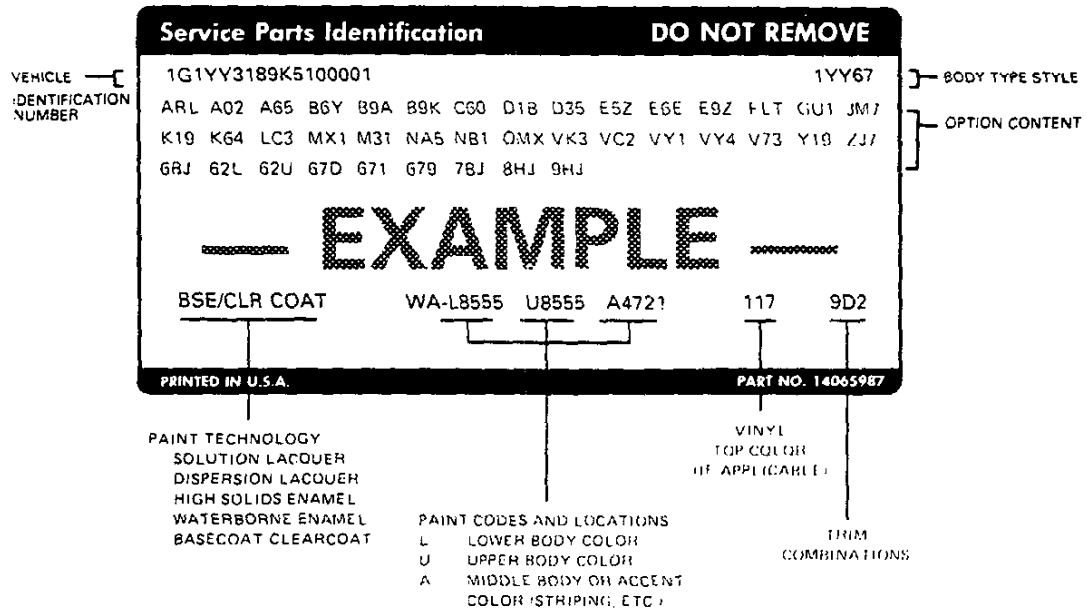 Service Parts Identification DO NOT REMOVE
VEHICLE IDENTIFICATION NUMBER
1G1YY3189K5100001 1YY67
BODY TYPE STYLE
ARL A02 A65 B6Y B9A B9K C60 D1B D35 E5Z E6E E9Z FLT GU1 JM7
K19 K64 LC3 MX1 M31 NA5 NB1 OMX VK3 VC2 VY1 VY4 V73 Y19 ZJ7
6BJ 62L 62U 67D 671 679 7BJ 8HJ 9HJ
OPTION CONTENT
EXAMPLE
BSE/CLR COAT WA-L8555 U8555 A4721 117 9D2
PRINTED IN U.S.A. PART NO. 14065987
PAINT TECHNOLOGY
SOLUTION LACQUER
DISPERSION LACQUER
HIGH SOLIDS ENAMEL
WATERBORNE ENAMEL
BASECOAT CLEARCOAT
PAINT CODES AND LOCATIONS
L LOWER BODY COLOR
U UPPER BODY COLOR
A MIDDLE BODY OR ACCENT
COLOR (STRIPING, ETC.)
VINYL
TOP COLOR
(IF APPLICABLE)
TRIM
COMBINATIONS